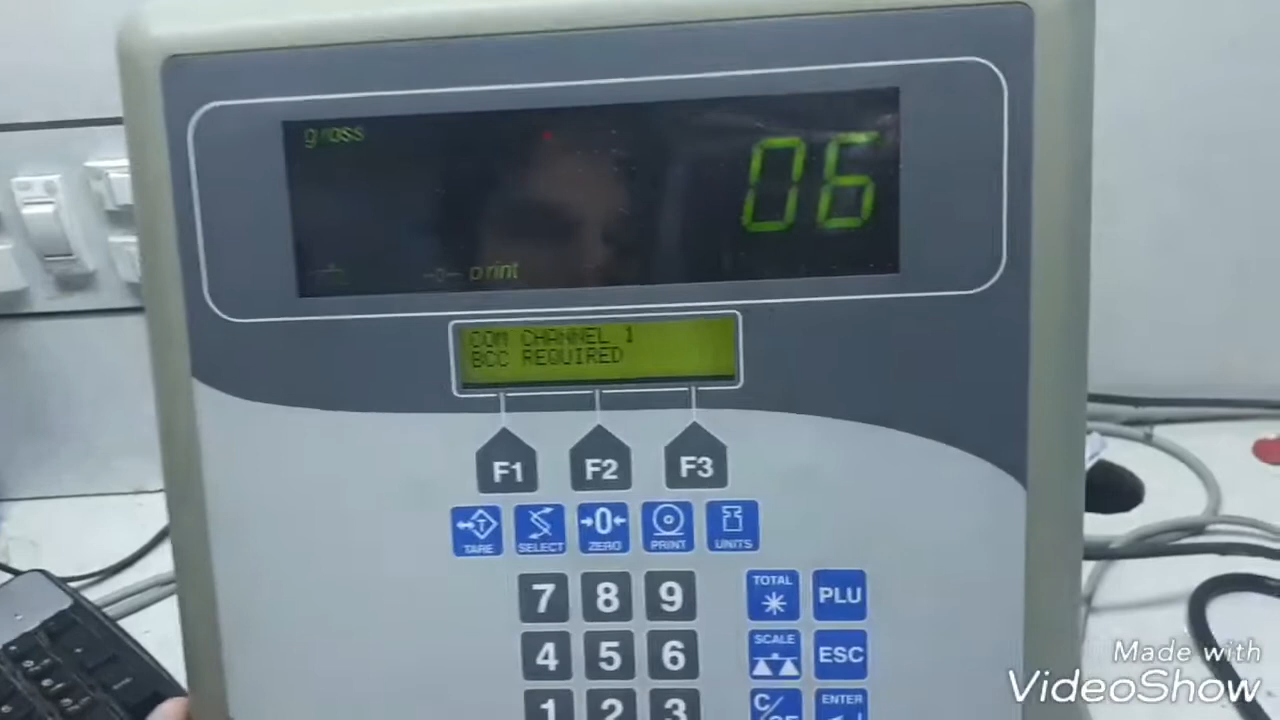 gross
06
print
COM CHANNEL 1
BCC REQUIRED
F1 F2 F3
TARE SELECT →0← ZERO PRINT UNITS
7 8 9 TOTAL * PLU
4 5 6 SCALE ESC
1 2 3 C/CE ENTER
Made with
VideoShow